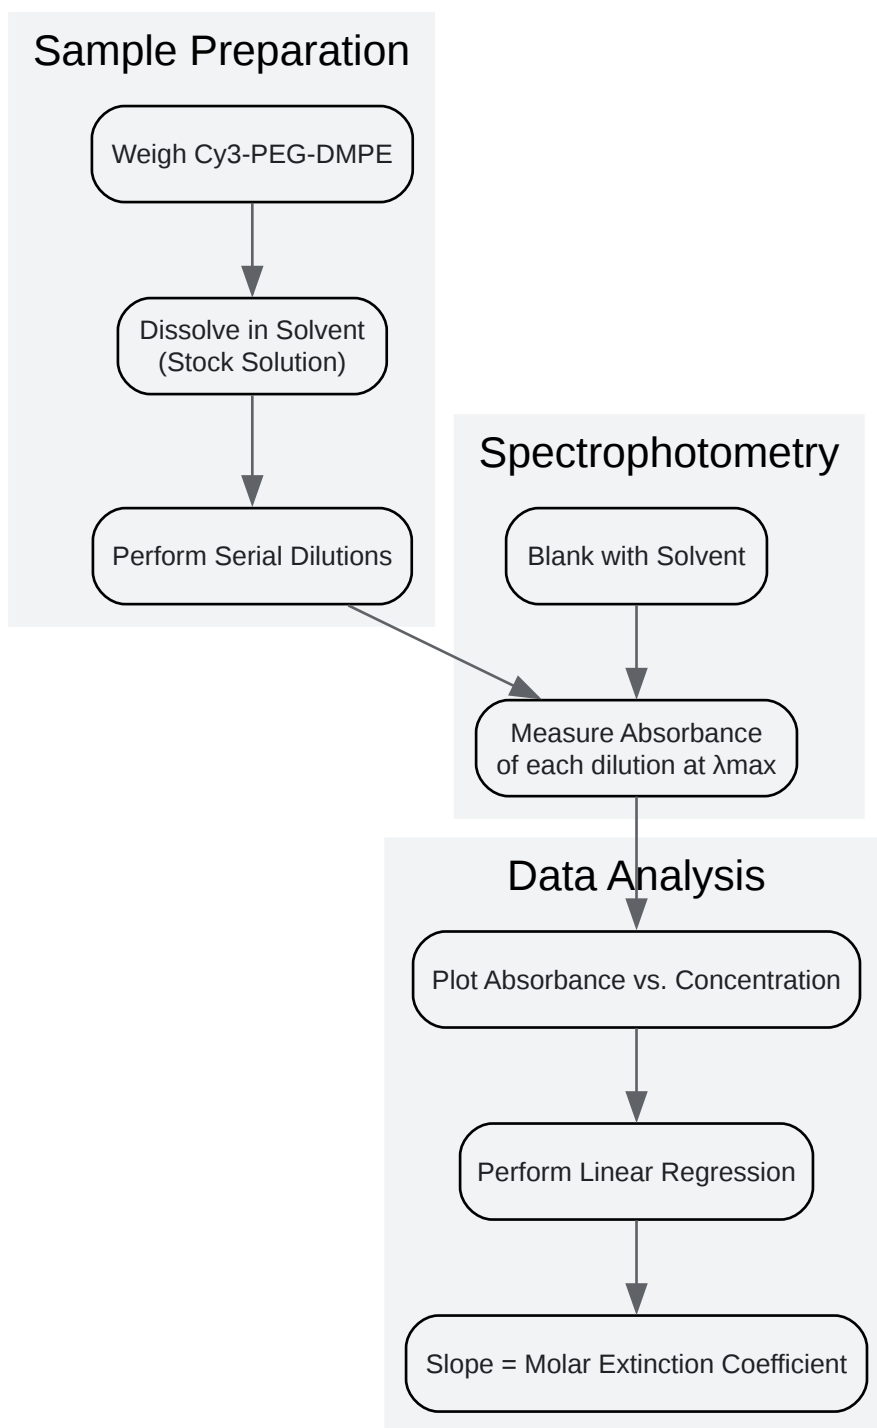 Sample Preparation
Weigh Cy3-PEG-DMPE
Dissolve in Solvent
(Stock Solution)
Perform Serial Dilutions
Spectrophotometry
Blank with Solvent
Measure Absorbance
of each dilution at λmax
Data Analysis
Plot Absorbance vs. Concentration
Perform Linear Regression
Slope = Molar Extinction Coefficient